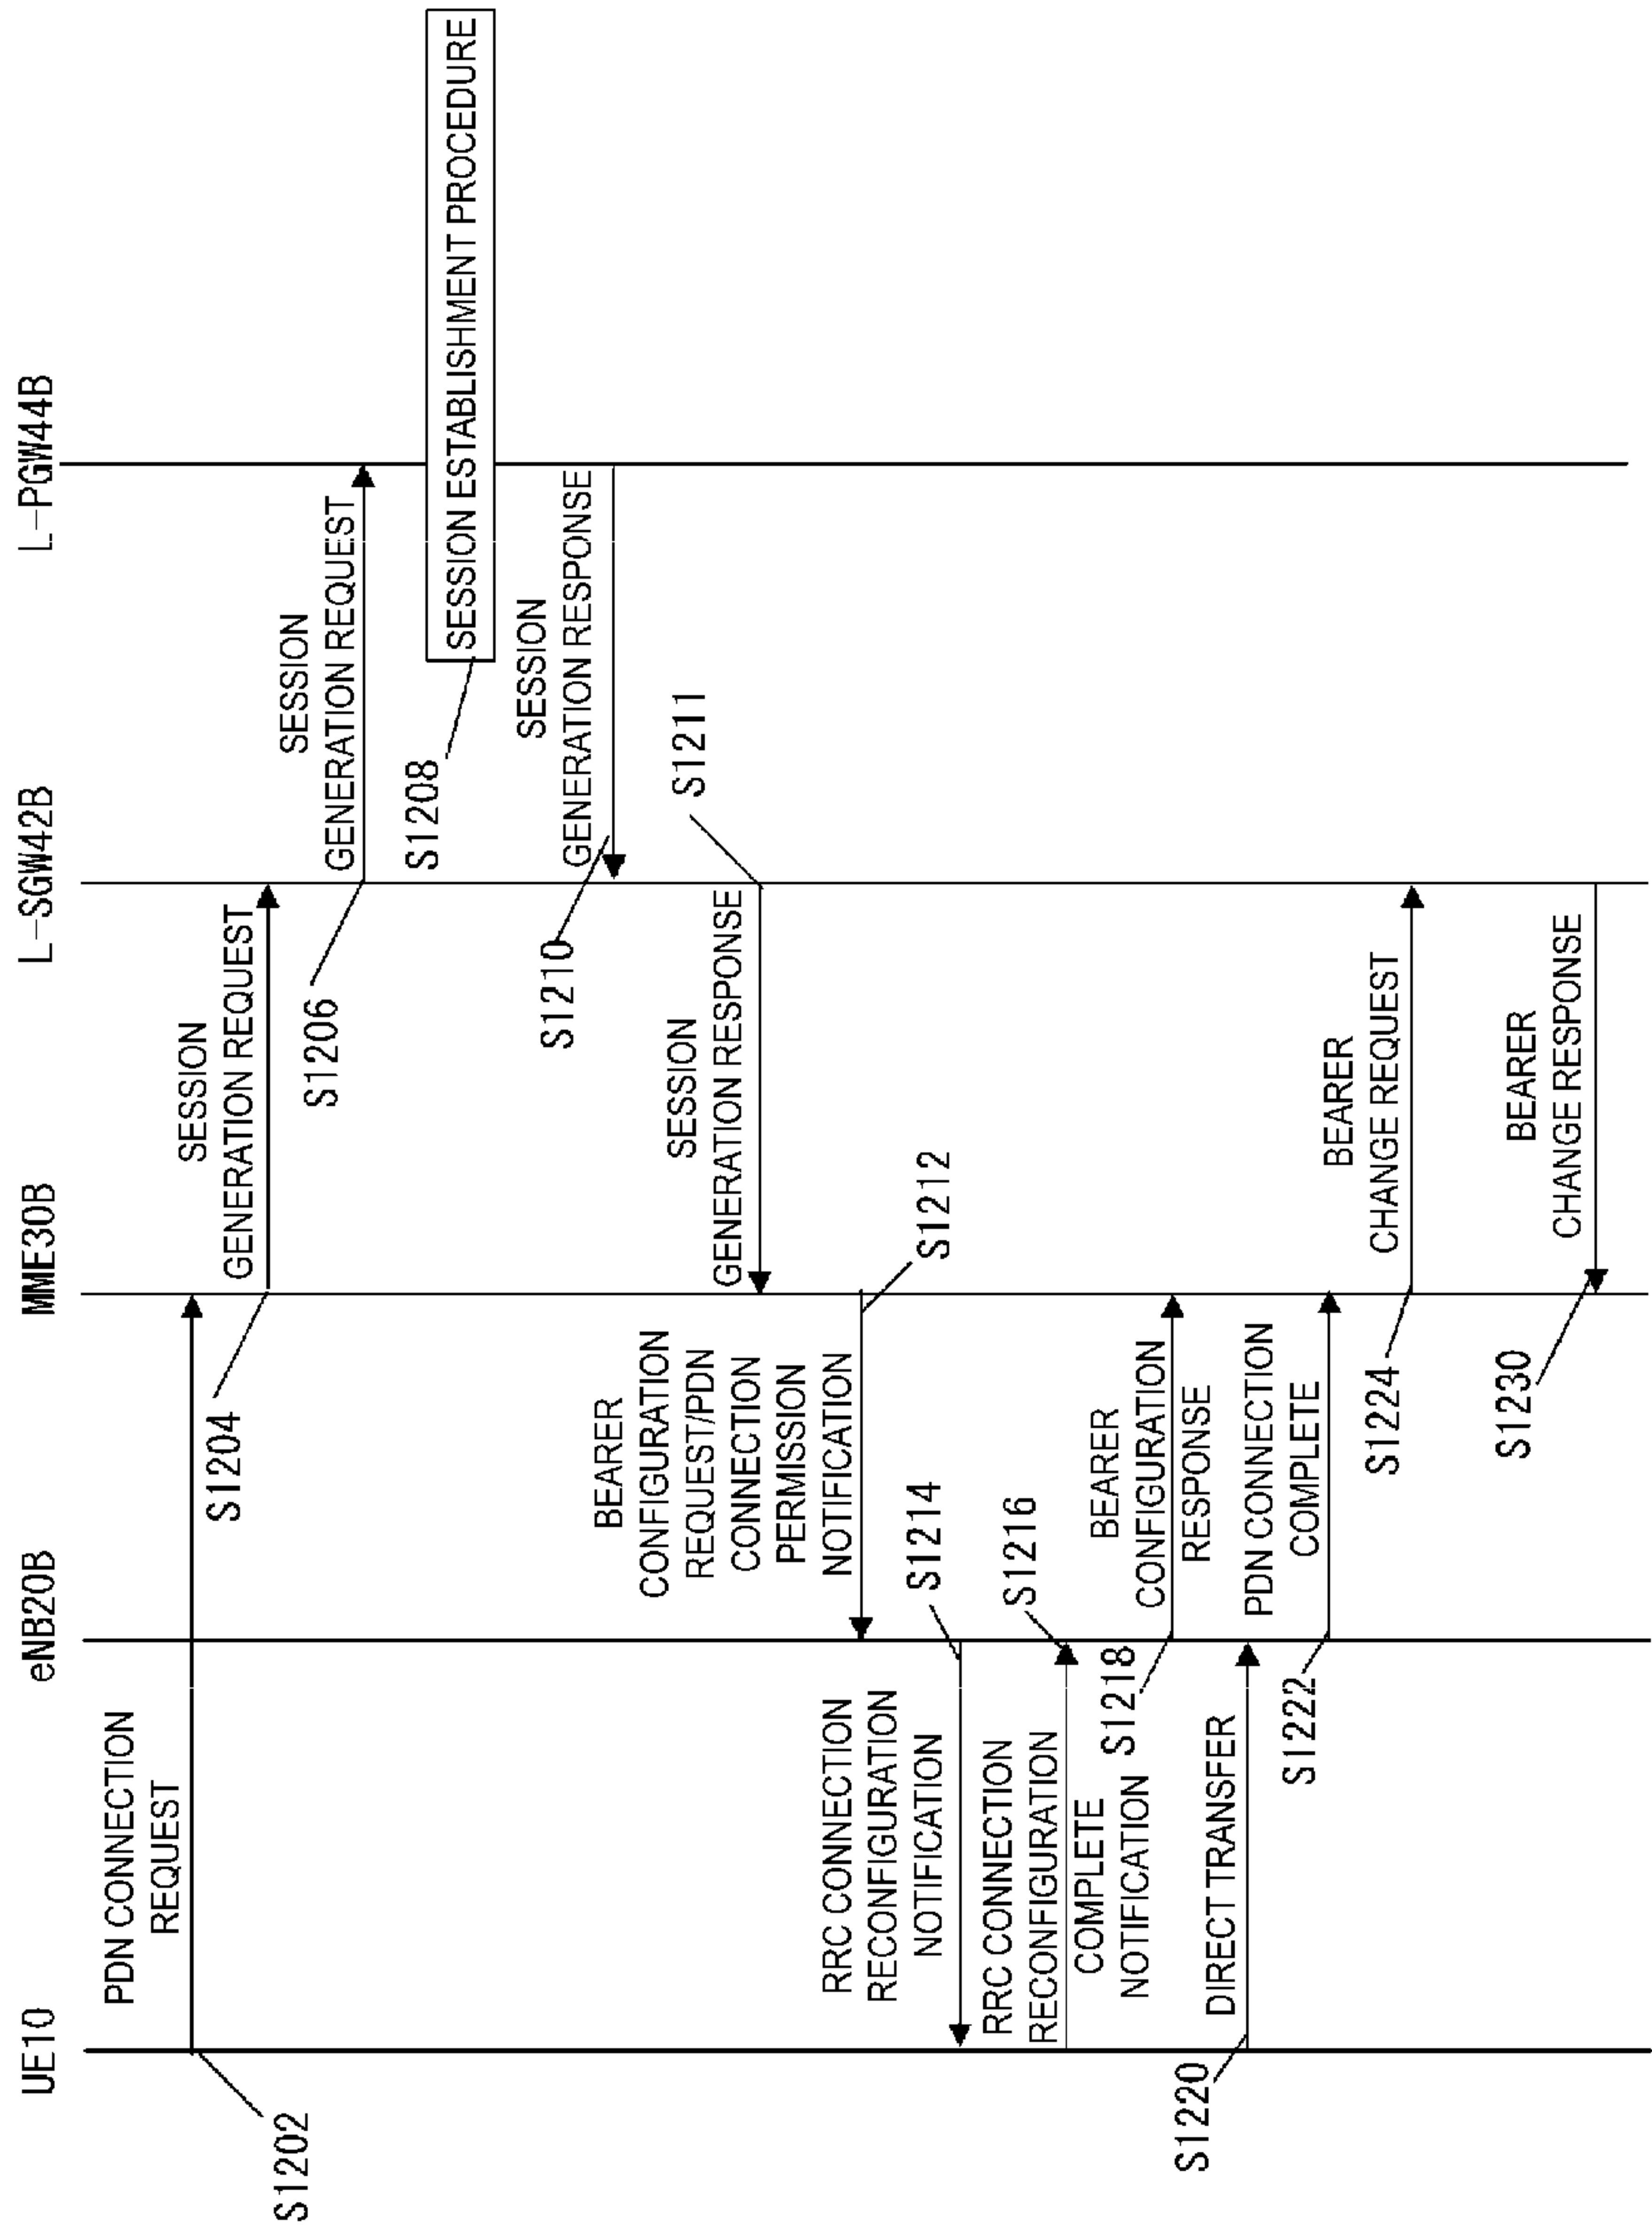 UE10
eNB20B
MME30B
L-SGW42B
L-PGW44B
PDN CONNECTION
REQUEST
S1202
SESSION
GENERATION REQUEST
S1204
SESSION
GENERATION REQUEST
S1206
SESSION ESTABLISHMENT PROCEDURE
S1208
SESSION
GENERATION RESPONSE
S1210
SESSION
GENERATION RESPONSE
S1211
BEARER
CONFIGURATION
REQUEST/PDN
CONNECTION
PERMISSION
NOTIFICATION
S1212
RRC CONNECTION
RECONFIGURATION
NOTIFICATION
S1214
RRC CONNECTION
RECONFIGURATION
COMPLETE
NOTIFICATION
S1216
BEARER
CONFIGURATION
RESPONSE
S1218
DIRECT TRANSFER
S1220
PDN CONNECTION
COMPLETE
S1222
BEARER
CHANGE REQUEST
S1224
BEARER
CHANGE RESPONSE
S1230